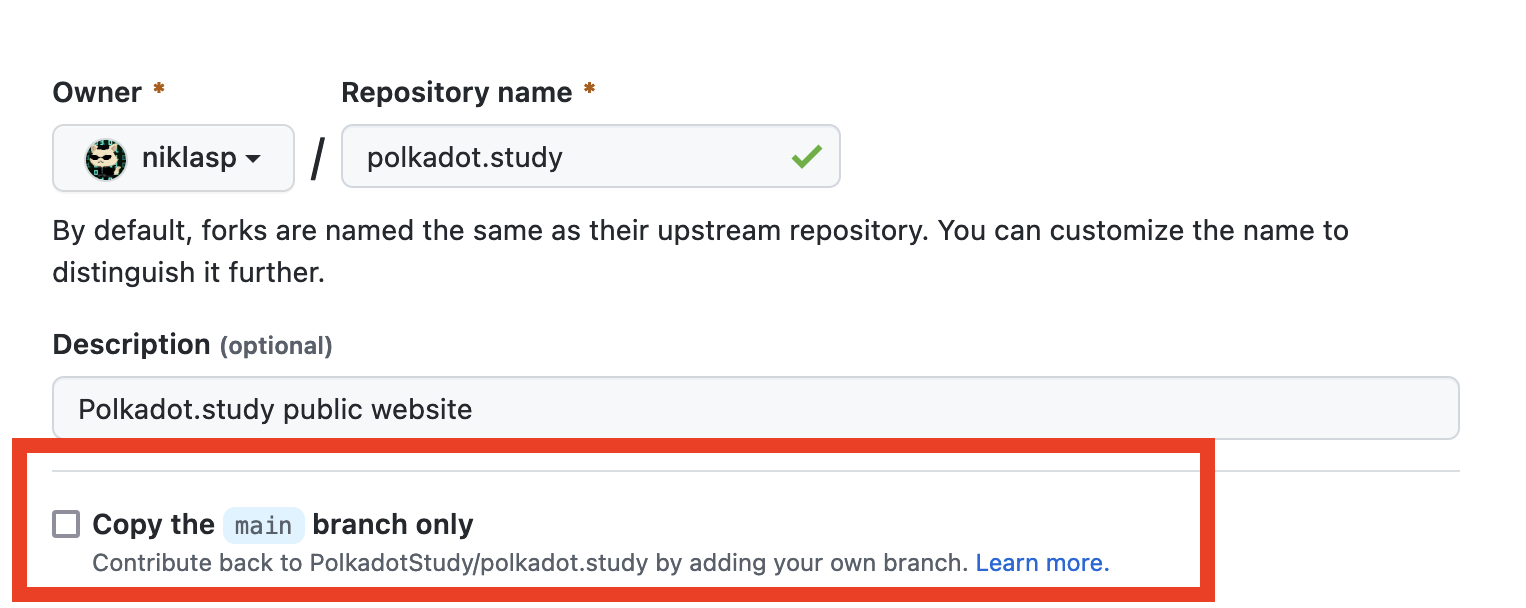 Owner * Repository name *
niklasp / polkadot.study
By default, forks are named the same as their upstream repository. You can customize the name to
distinguish it further.
Description (optional)
Polkadot.study public website
Copy the main branch only
Contribute back to PolkadotStudy/polkadot.study by adding your own branch. Learn more.